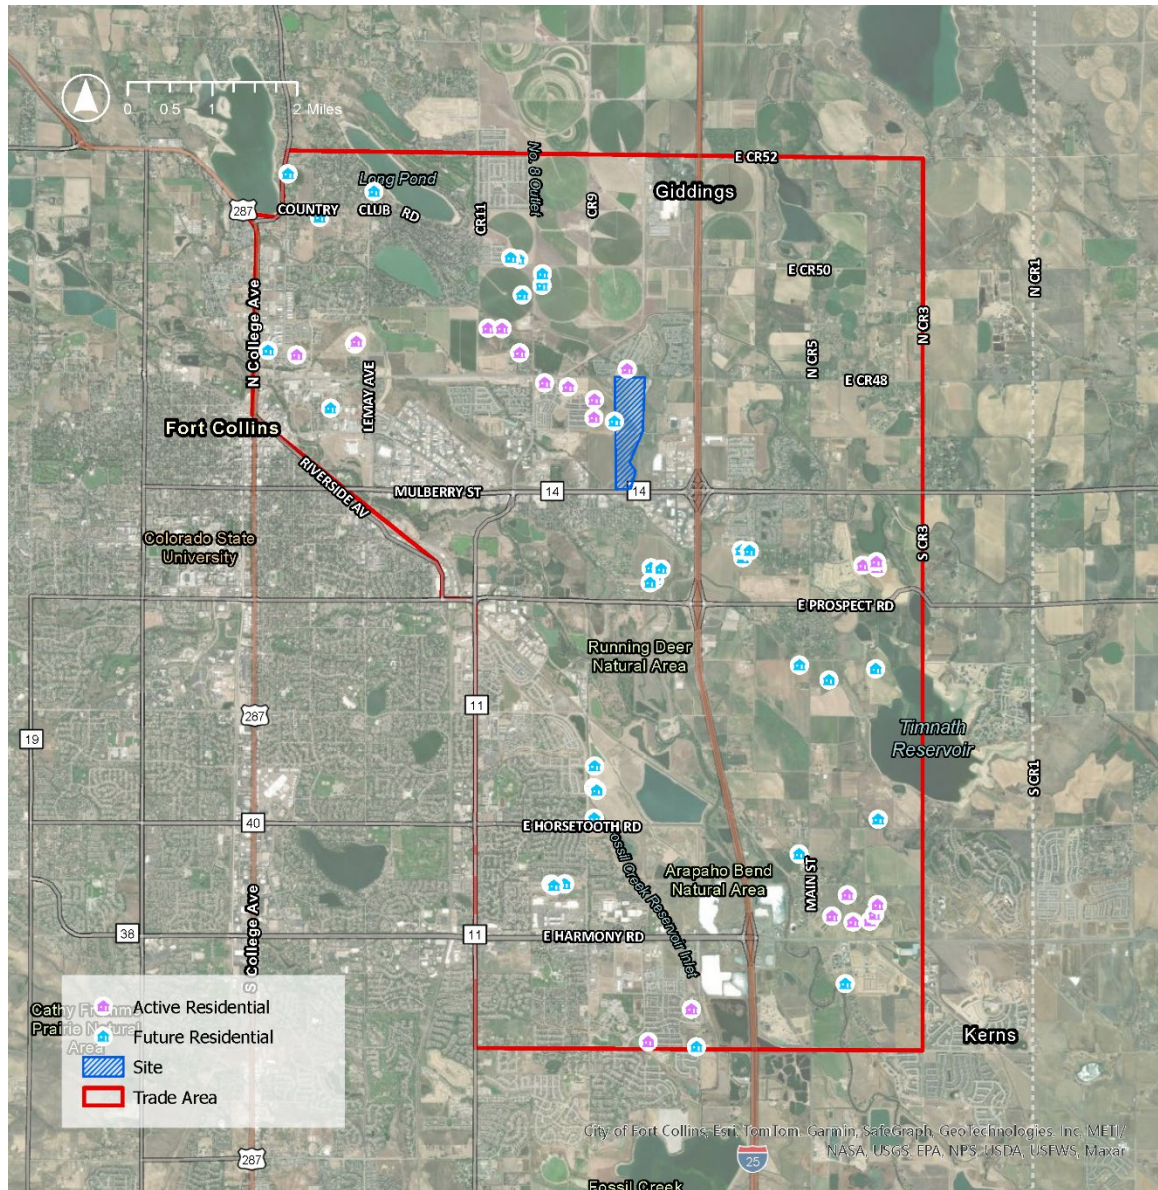 0 0.5 1 2 Miles
No. 8 Outlet
E CR52
Long Pond
Giddings
287
COUNTRY CLUB RD
CR11
CR9
E CR50
N CR1
N College Ave
N CR3
N CR5
LEMAY AVE
E CR48
Fort Collins
RIVERSIDE AV
MULBERRY ST
14
14
Colorado State
University
S CR3
E PROSPECT RD
Running Deer
Natural Area
11
287
19
Timnath
Reservoir
S CR1
40
E HORSETOOTH RD
Fossil Creek Reservoir Inlet
Arapaho Bend
Natural Area
MAIN ST
S College Ave
38
11
E HARMONY RD
Active Residential
Future Residential
Site
Trade Area
Prairie Natural
Area
Kerns
287
25
City of Fort Collins, Esri, TomTom, Garmin, SafeGraph, GeoTechnologies, Inc, METI/
NASA, USGS, EPA, NPS, USDA, USFWS, Maxar
Fossil Creek